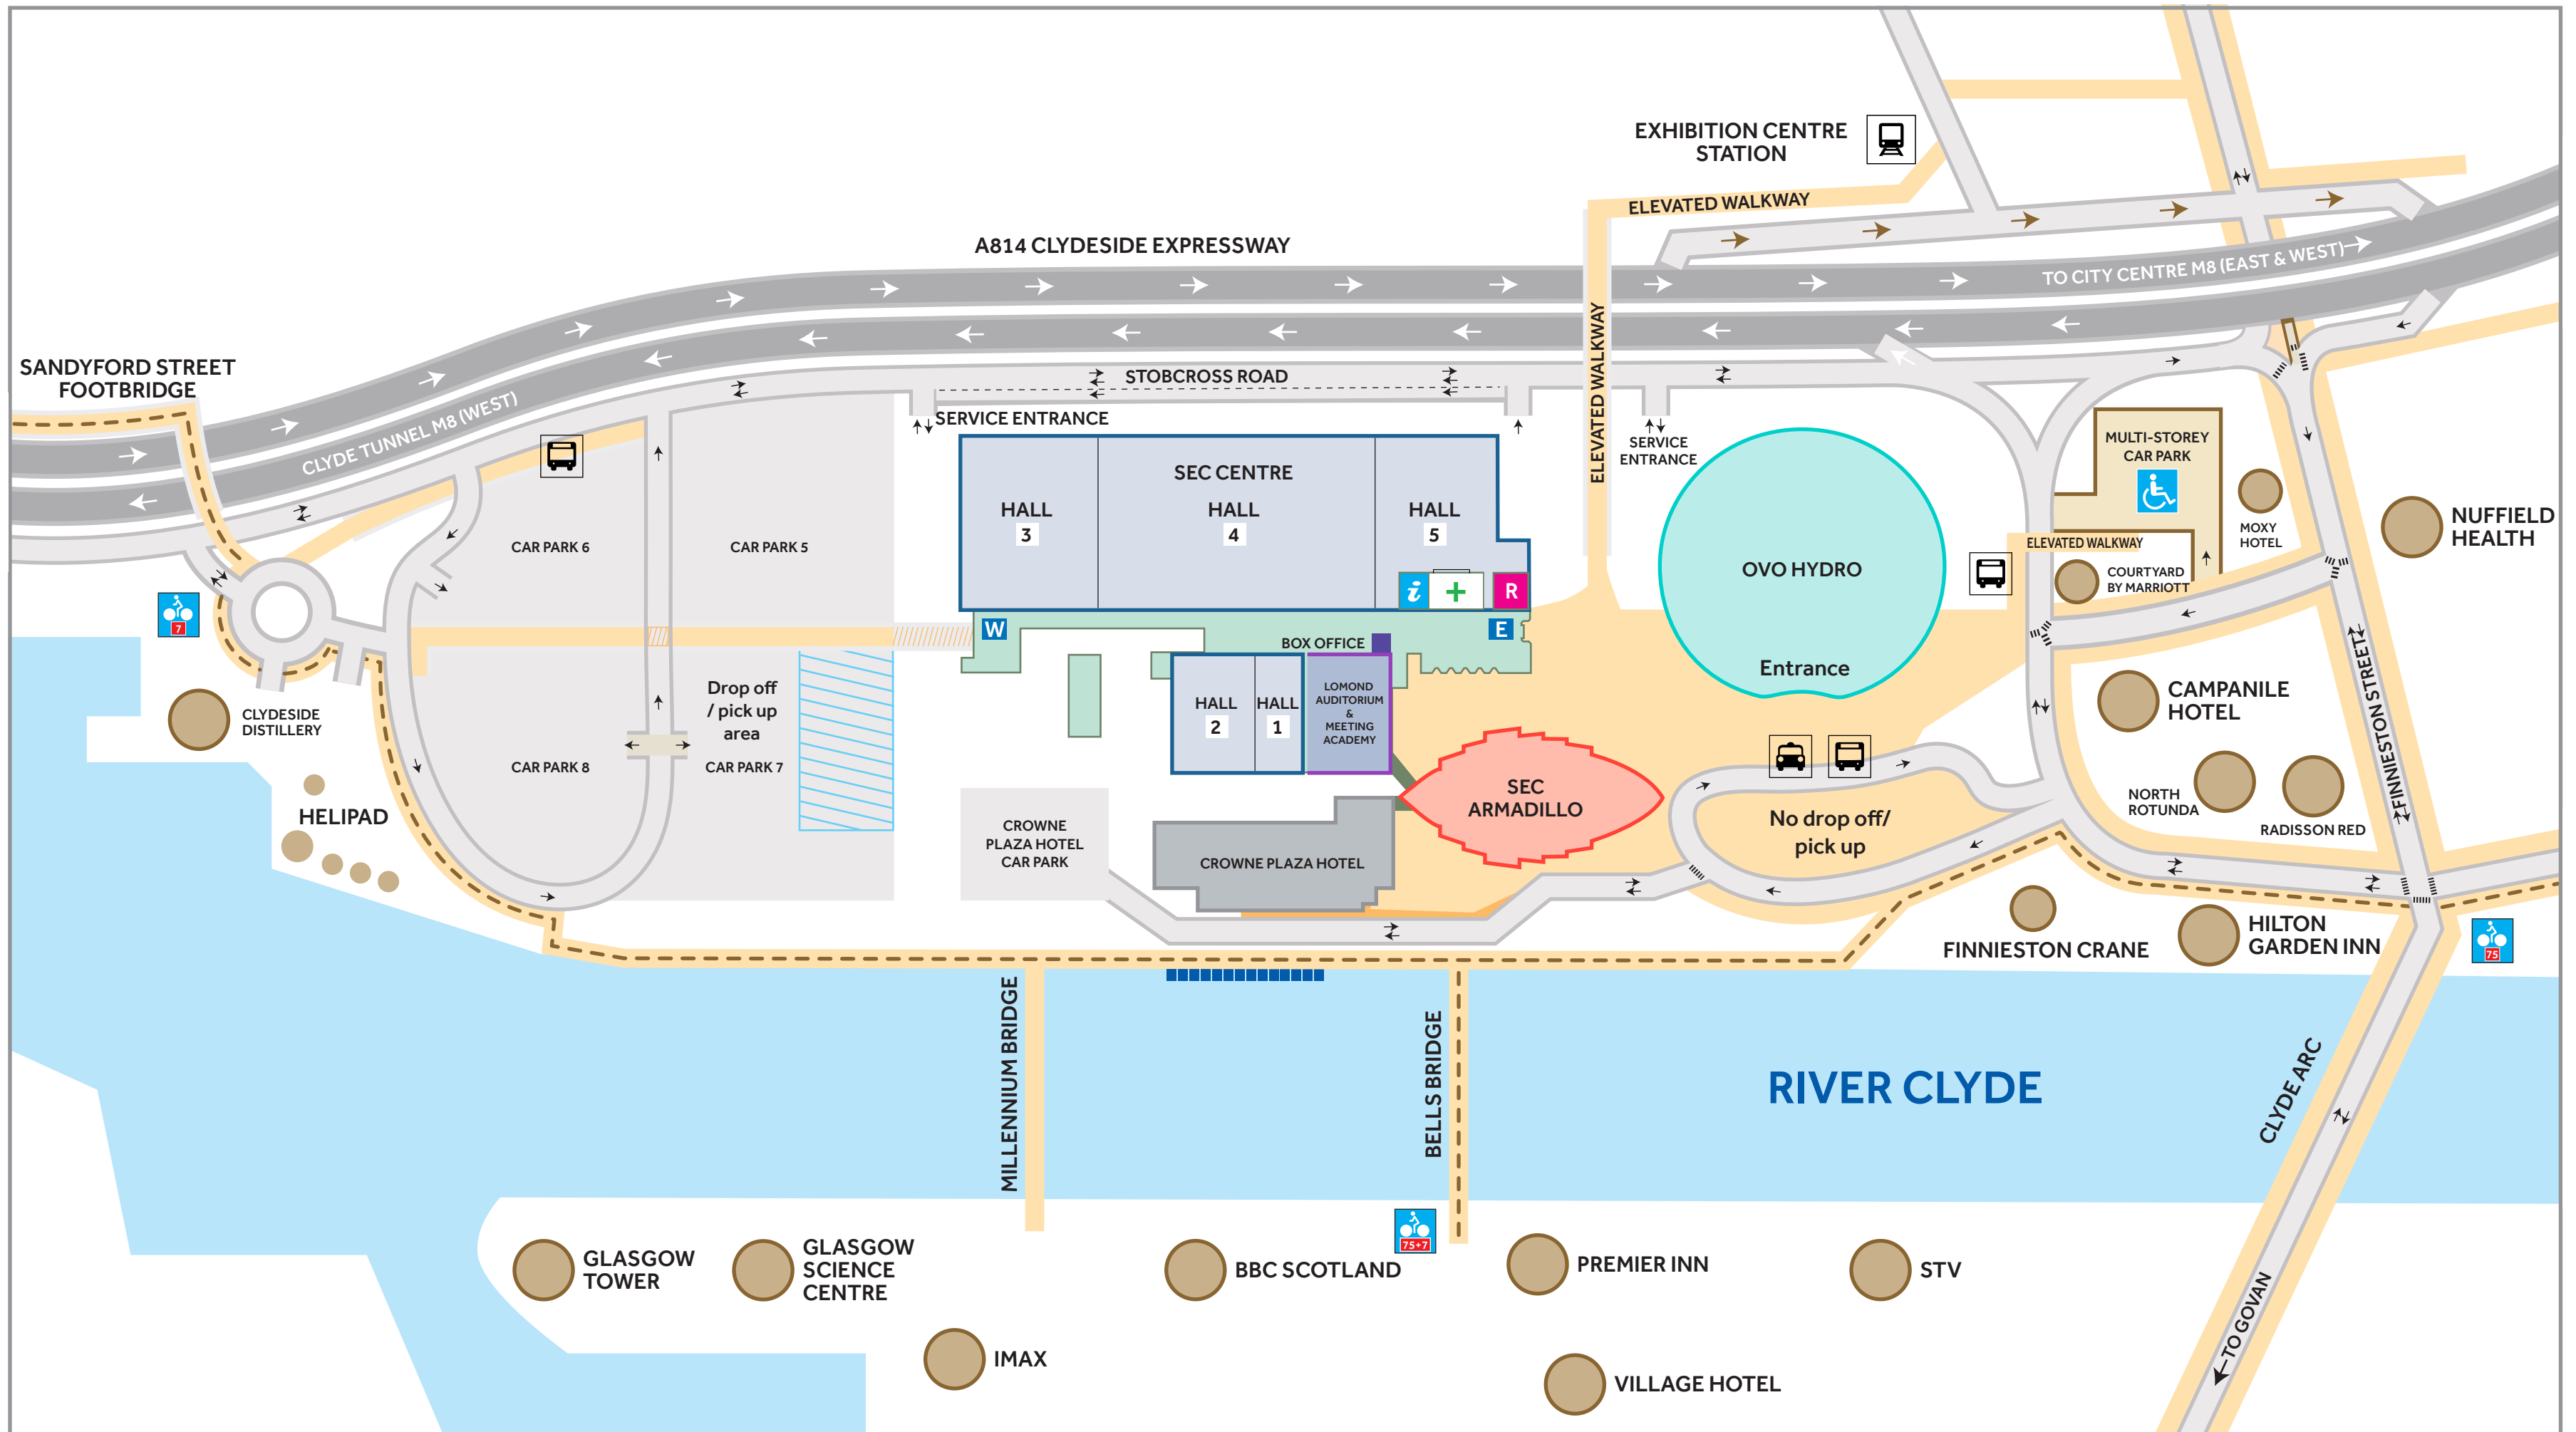 EXHIBITION CENTRE
STATION
ELEVATED WALKWAY
A814 CLYDESIDE EXPRESSWAY
TO CITY CENTRE M8 (EAST & WEST)
ELEVATED WALKWAY
SANDYFORD STREET
FOOTBRIDGE
CLYDE TUNNEL M8 (WEST)
STOBCROSS ROAD
SERVICE ENTRANCE
SERVICE
ENTRANCE
MULTI-STOREY
CAR PARK
SEC CENTRE
HALL
3
HALL
4
HALL
5
i
R
W
E
CAR PARK 6
CAR PARK 5
OVO HYDRO
Entrance
ELEVATED WALKWAY
COURTYARD
BY MARRIOTT
MOXY
HOTEL
NUFFIELD
HEALTH
7
BOX OFFICE
HALL
2
HALL
1
LOMOND
AUDITORIUM
&
MEETING
ACADEMY
CLYDESIDE
DISTILLERY
Drop off
/ pick up
area
CAR PARK 8
CAR PARK 7
HELIPAD
CROWNE
PLAZA HOTEL
CAR PARK
CROWNE PLAZA HOTEL
SEC
ARMADILLO
No drop off/
pick up
CAMPANILE
HOTEL
NORTH
ROTUNDA
RADISSON RED
FINNIESTON STREET
FINNIESTON CRANE
HILTON
GARDEN INN
75
MILLENNIUM BRIDGE
BELLS BRIDGE
RIVER CLYDE
CLYDE ARC
TO GOVAN
75+7
GLASGOW
TOWER
GLASGOW
SCIENCE
CENTRE
BBC SCOTLAND
PREMIER INN
STV
IMAX
VILLAGE HOTEL